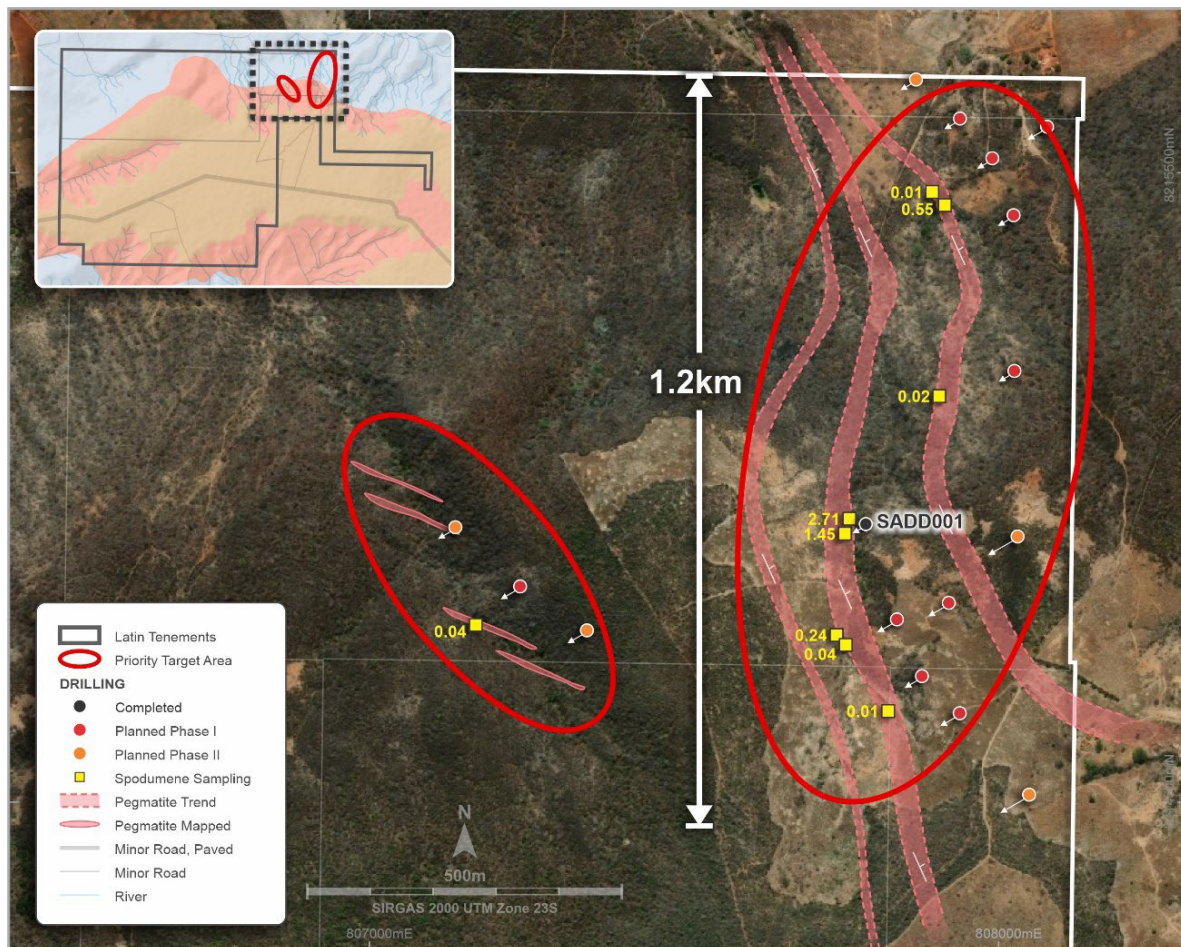 8215500mN
0.01
0.55
1.2km
0.02
2.71
SADD001
1.45
0.04
0.24
0.04
0.01
Latin Tenements
Priority Target Area
DRILLING
Completed
Planned Phase I
Planned Phase II
Spodumene Sampling
Pegmatite Trend
Pegmatite Mapped
Minor Road, Paved
Minor Road
River
N
500m
SIRGAS 2000 UTM Zone 23S
807000mE
808000mE